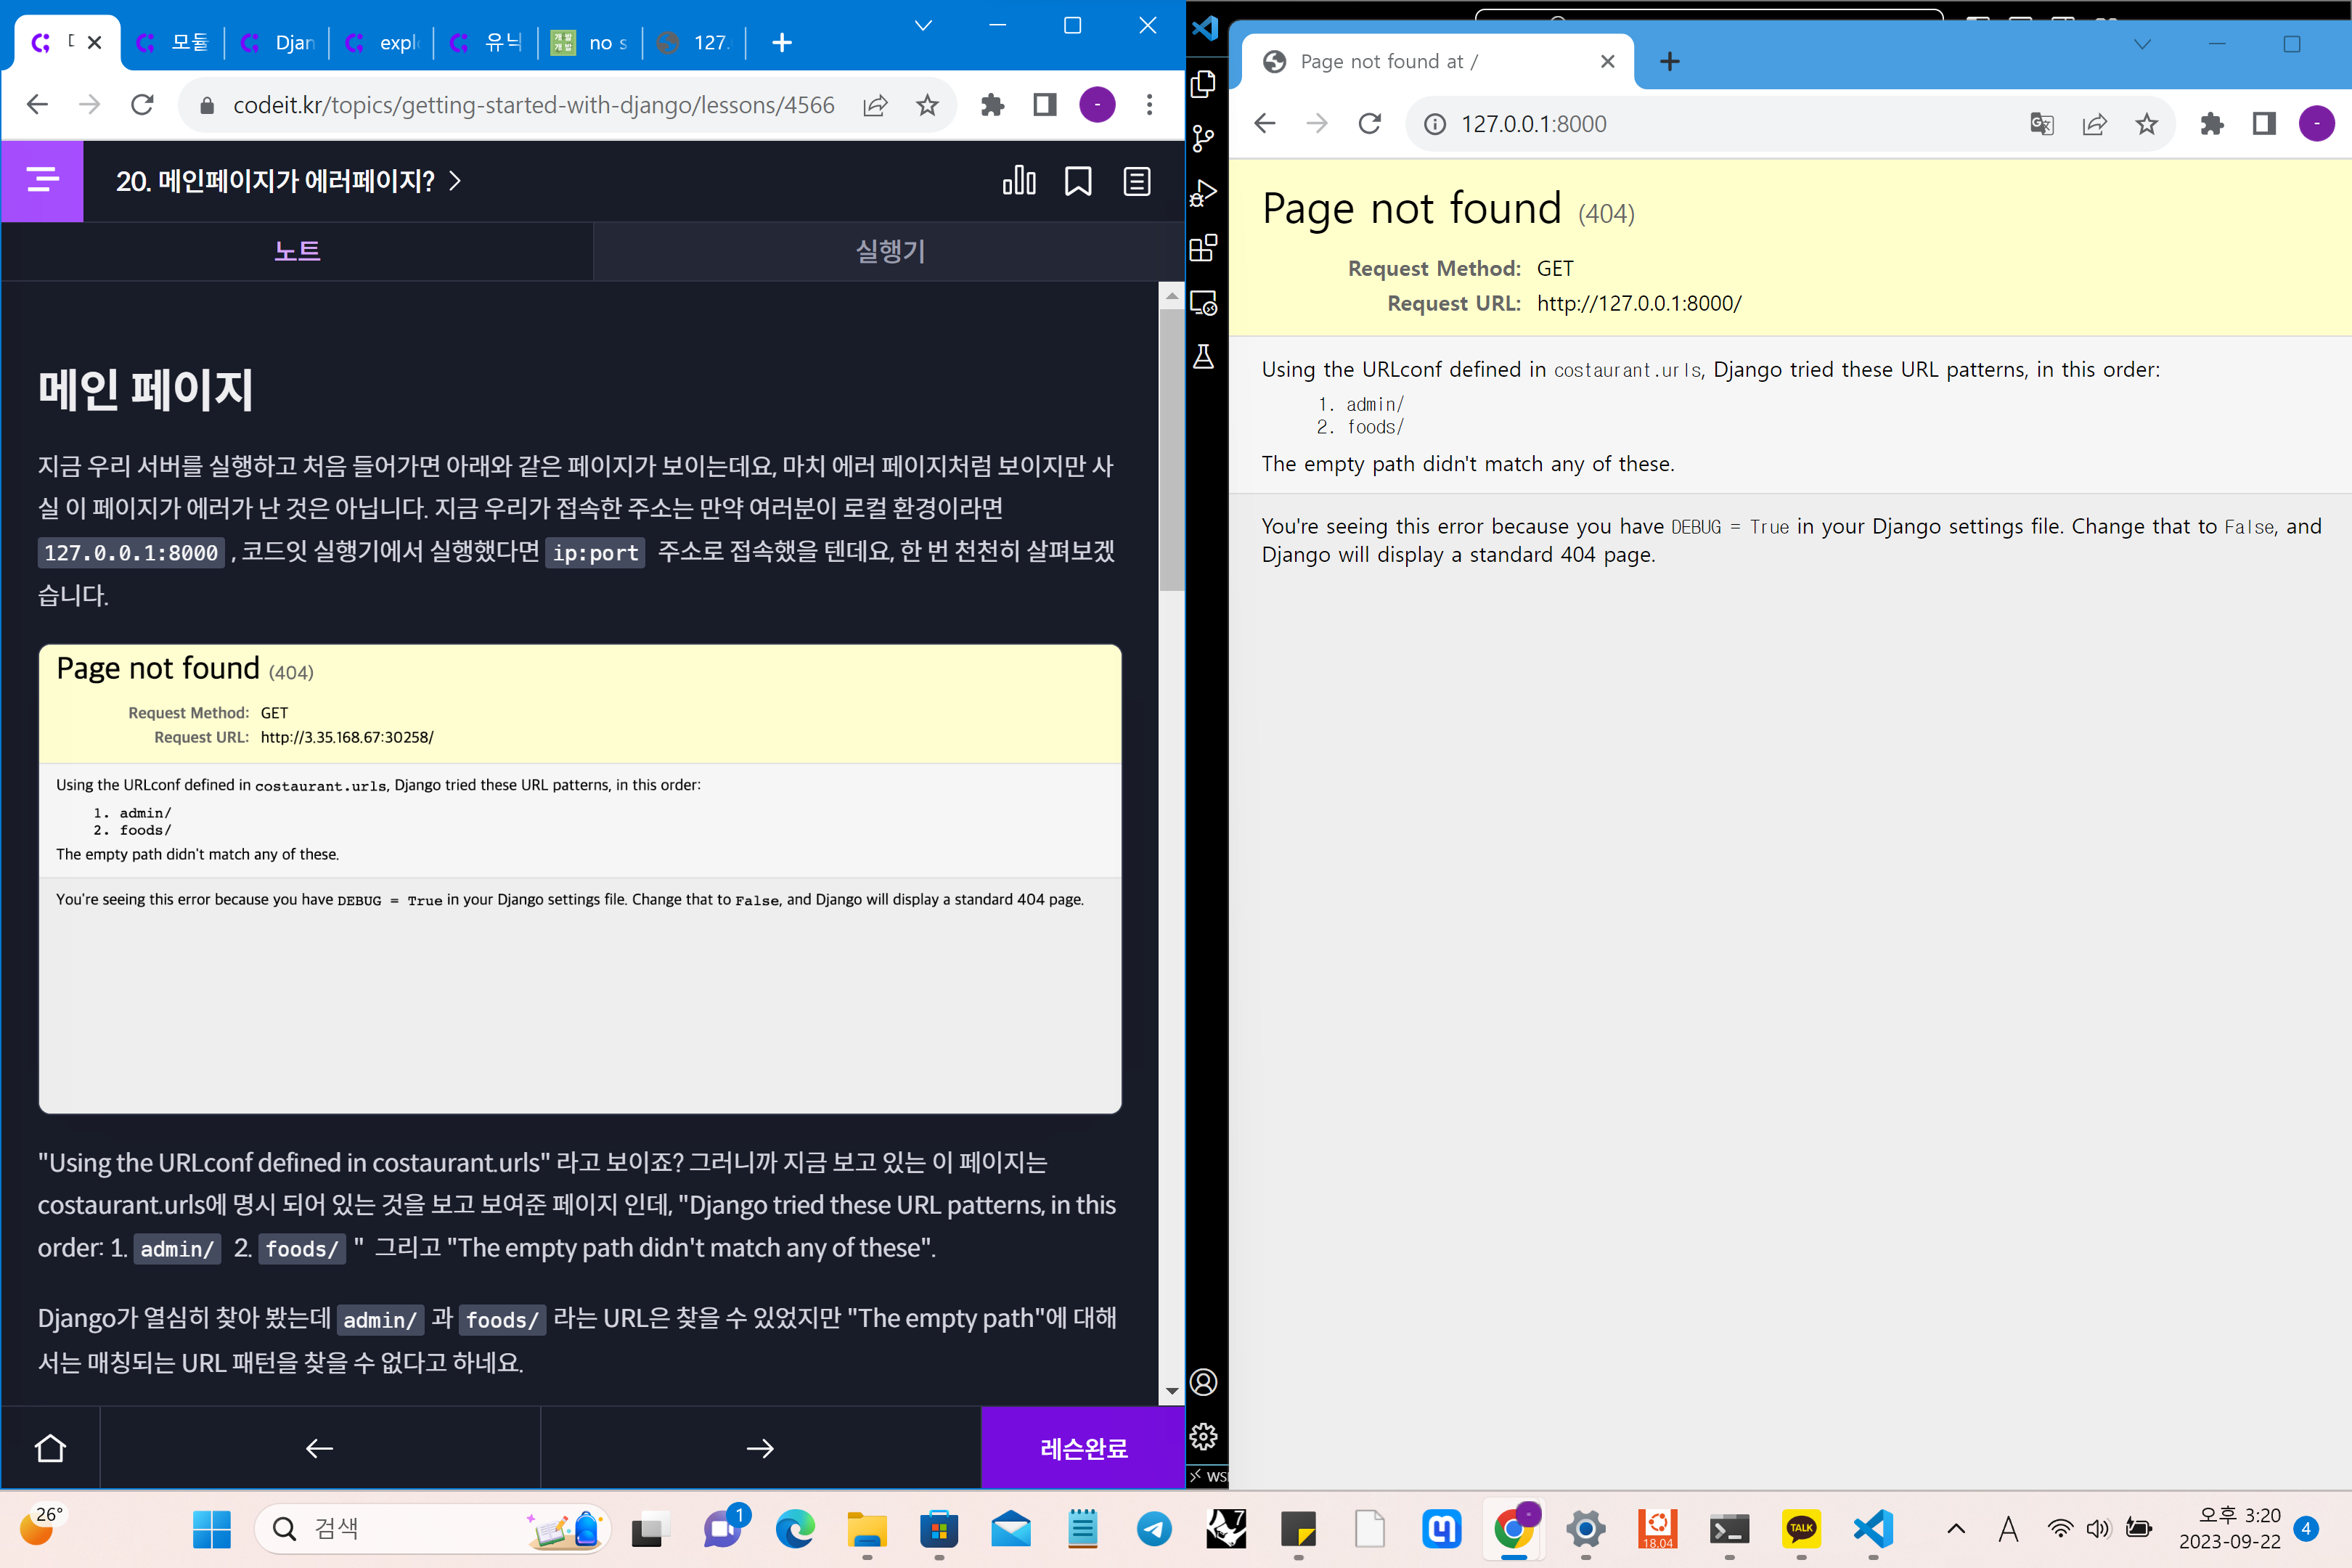 모듈
Djan
expl
유닉
no s
127.
codeit.kr/topics/getting-started-with-django/lessons/4566
20. 메인페이지가 에러페이지?
노트
실행기
메인 페이지
지금 우리 서버를 실행하고 처음 들어가면 아래와 같은 페이지가 보이는데요, 마치 에러 페이지처럼 보이지만 사
실 이 페이지가 에러가 난 것은 아닙니다. 지금 우리가 접속한 주소는 만약 여러분이 로컬 환경이라면
127.0.0.1:8000 , 코드잇 실행기에서 실행했다면 ip:port 주소로 접속했을 텐데요, 한 번 천천히 살펴보겠
습니다.
Page not found (404)
Request Method: GET
Request URL: http://3.35.168.67:30258/
Using the URLconf defined in costaurant.urls, Django tried these URL patterns, in this order:
1. admin/
2. foods/
The empty path didn't match any of these.
You're seeing this error because you have DEBUG = True in your Django settings file. Change that to False, and Django will display a standard 404 page.
"Using the URLconf defined in costaurant.urls" 라고 보이죠? 그러니까 지금 보고 있는 이 페이지는
costaurant.urls에 명시 되어 있는 것을 보고 보여준 페이지 인데, "Django tried these URL patterns, in this
order: 1. admin/ 2. foods/ " 그리고 "The empty path didn't match any of these".
Django가 열심히 찾아 봤는데 admin/ 과 foods/ 라는 URL은 찾을 수 있었지만 "The empty path"에 대해
서는 매칭되는 URL 패턴을 찾을 수 없다고 하네요.
레슨완료
Page not found at /
127.0.0.1:8000
Page not found (404)
Request Method: GET
Request URL: http://127.0.0.1:8000/
Using the URLconf defined in costaurant.urls, Django tried these URL patterns, in this order:
1. admin/
2. foods/
The empty path didn't match any of these.
You're seeing this error because you have DEBUG = True in your Django settings file. Change that to False, and
Django will display a standard 404 page.
WS
26°
검색
1
7
18.04
TALK
A
오후 3:20
2023-09-22
4